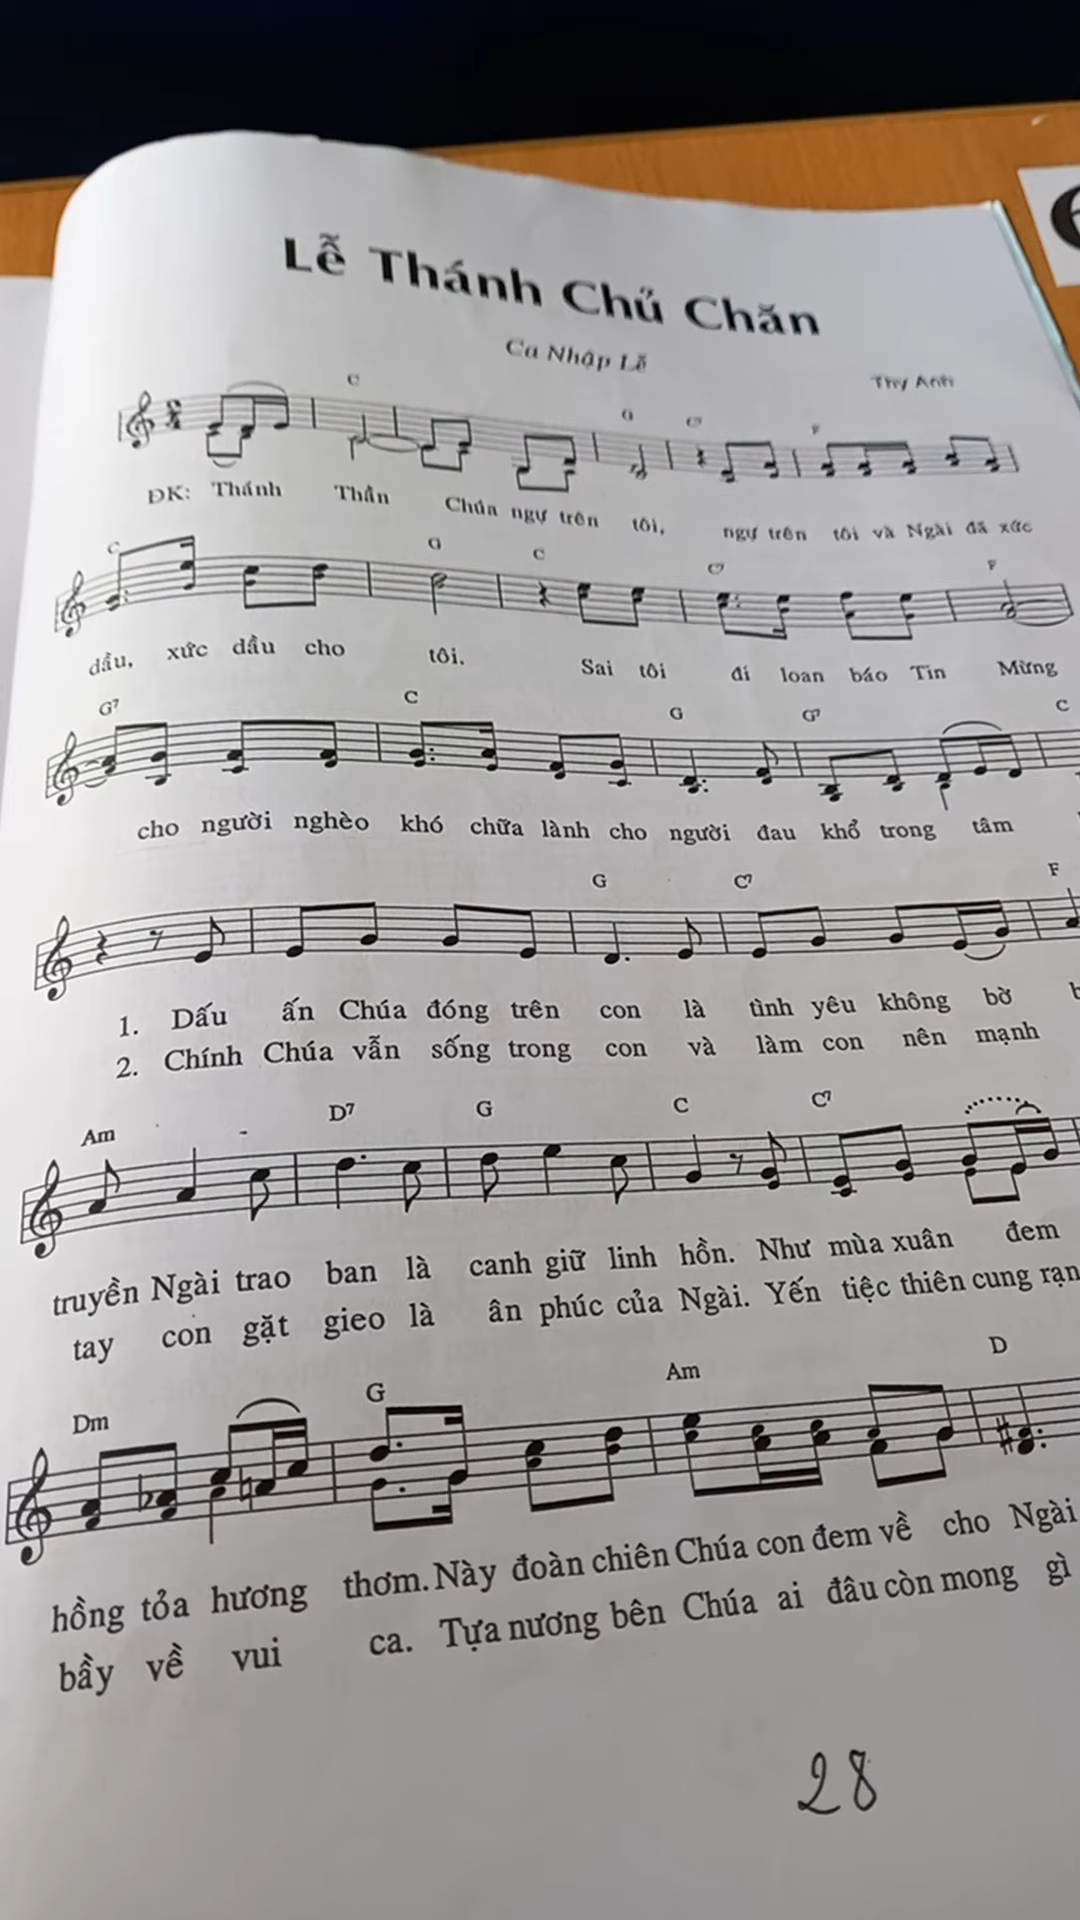 Lễ Thánh Chủ Chăn
Ca Nhập Lễ
Thy Anh
C G C7 F
ĐK: Thánh Thần Chúa ngự trên tôi, ngự trên tôi và Ngài đã xức
C G C C7 F
dầu, xức dầu cho tôi. Sai tôi đi loan báo Tin Mừng
G7 C G G7 C
cho người nghèo khó chữa lành cho người đau khổ trong tâm
G C7 F
1. Dấu ấn Chúa đóng trên con là tình yêu không bờ
2. Chính Chúa vẫn sống trong con và làm con nên mạnh
Am D7 G C C7
truyền Ngài trao ban là canh giữ linh hồn. Như mùa xuân đem
tay con gặt gieo là ân phúc của Ngài. Yến tiệc thiên cung rạn
Dm G Am D
hồng tỏa hương thơm. Này đoàn chiên Chúa con đem về cho Ngài
bầy về vui ca. Tựa nương bên Chúa ai đâu còn mong gì
28